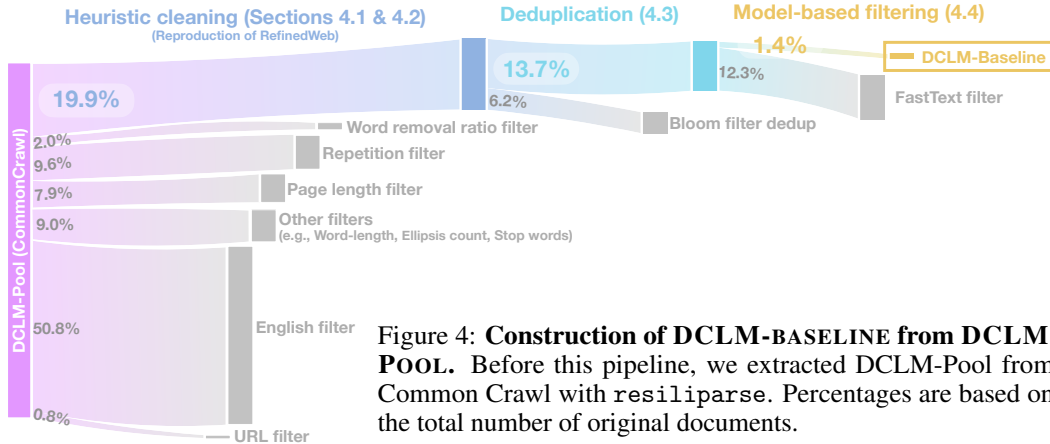 Heuristic cleaning (Sections 4.1 & 4.2)
(Reproduction of RefinedWeb)
Deduplication (4.3)
Model-based filtering (4.4)
DCLM-Pool (CommonCrawl)
19.9%
2.0%
9.6%
7.9%
9.0%
50.8%
0.8%
Word removal ratio filter
Repetition filter
Page length filter
Other filters
(e.g., Word-length, Ellipsis count, Stop words)
English filter
URL filter
13.7%
6.2%
Bloom filter dedup
1.4%
12.3%
DCLM-Baseline
FastText filter
Figure 4: Construction of DCLM-BASELINE from DCLM-
POOL. Before this pipeline, we extracted DCLM-Pool from
Common Crawl with resiliparse. Percentages are based on
the total number of original documents.